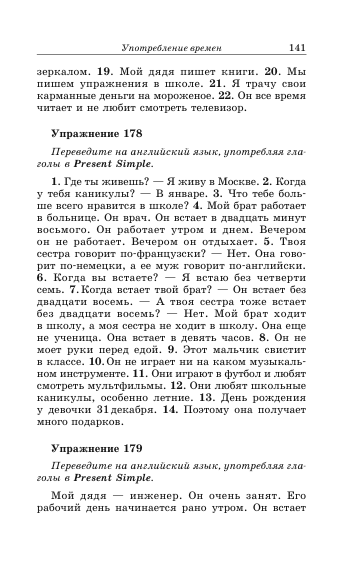 Употребление времен 141
зеркалом. 19. Мой дядя пишет книги. 20. Мы
пишем упражнения в школе. 21. Я трачу свои
карманные деньги на мороженое. 22. Он все время
читает и не любит смотреть телевизор.
Упражнение 178
Переведите на английский язык, употребляя гла-
голы в Present Simple.
1. Где ты живешь? — Я живу в Москве. 2. Когда
у тебя каникулы? — В январе. 3. Что тебе боль-
ше всего нравится в школе? 4. Мой брат работает
в больнице. Он врач. Он встает в двадцать минут
восьмого. Он работает утром и днем. Вечером
он не работает. Вечером он отдыхает. 5. Твоя
сестра говорит по-французски? — Нет. Она гово-
рит по-немецки, а ее муж говорит по-английски.
6. Когда вы встаете? — Я встаю без четверти
семь. 7. Когда встает твой брат? — Он встает без
двадцати восемь. — А твоя сестра тоже встает
без двадцати восемь? — Нет. Мой брат ходит
в школу, а моя сестра не ходит в школу. Она еще
не ученица. Она встает в девять часов. 8. Он не
моет руки перед едой. 9. Этот мальчик свистит
в классе. 10. Он не играет ни на каком музыкаль-
ном инструменте. 11. Они играют в футбол и любят
смотреть мультфильмы. 12. Они любят школьные
каникулы, особенно летние. 13. День рождения
у девочки 31 декабря. 14. Поэтому она получает
много подарков.
Упражнение 179
Переведите на английский язык, употребляя гла-
голы в Present Simple.
Мой дядя — инженер. Он очень занят. Его
рабочий день начинается рано утром. Он встает